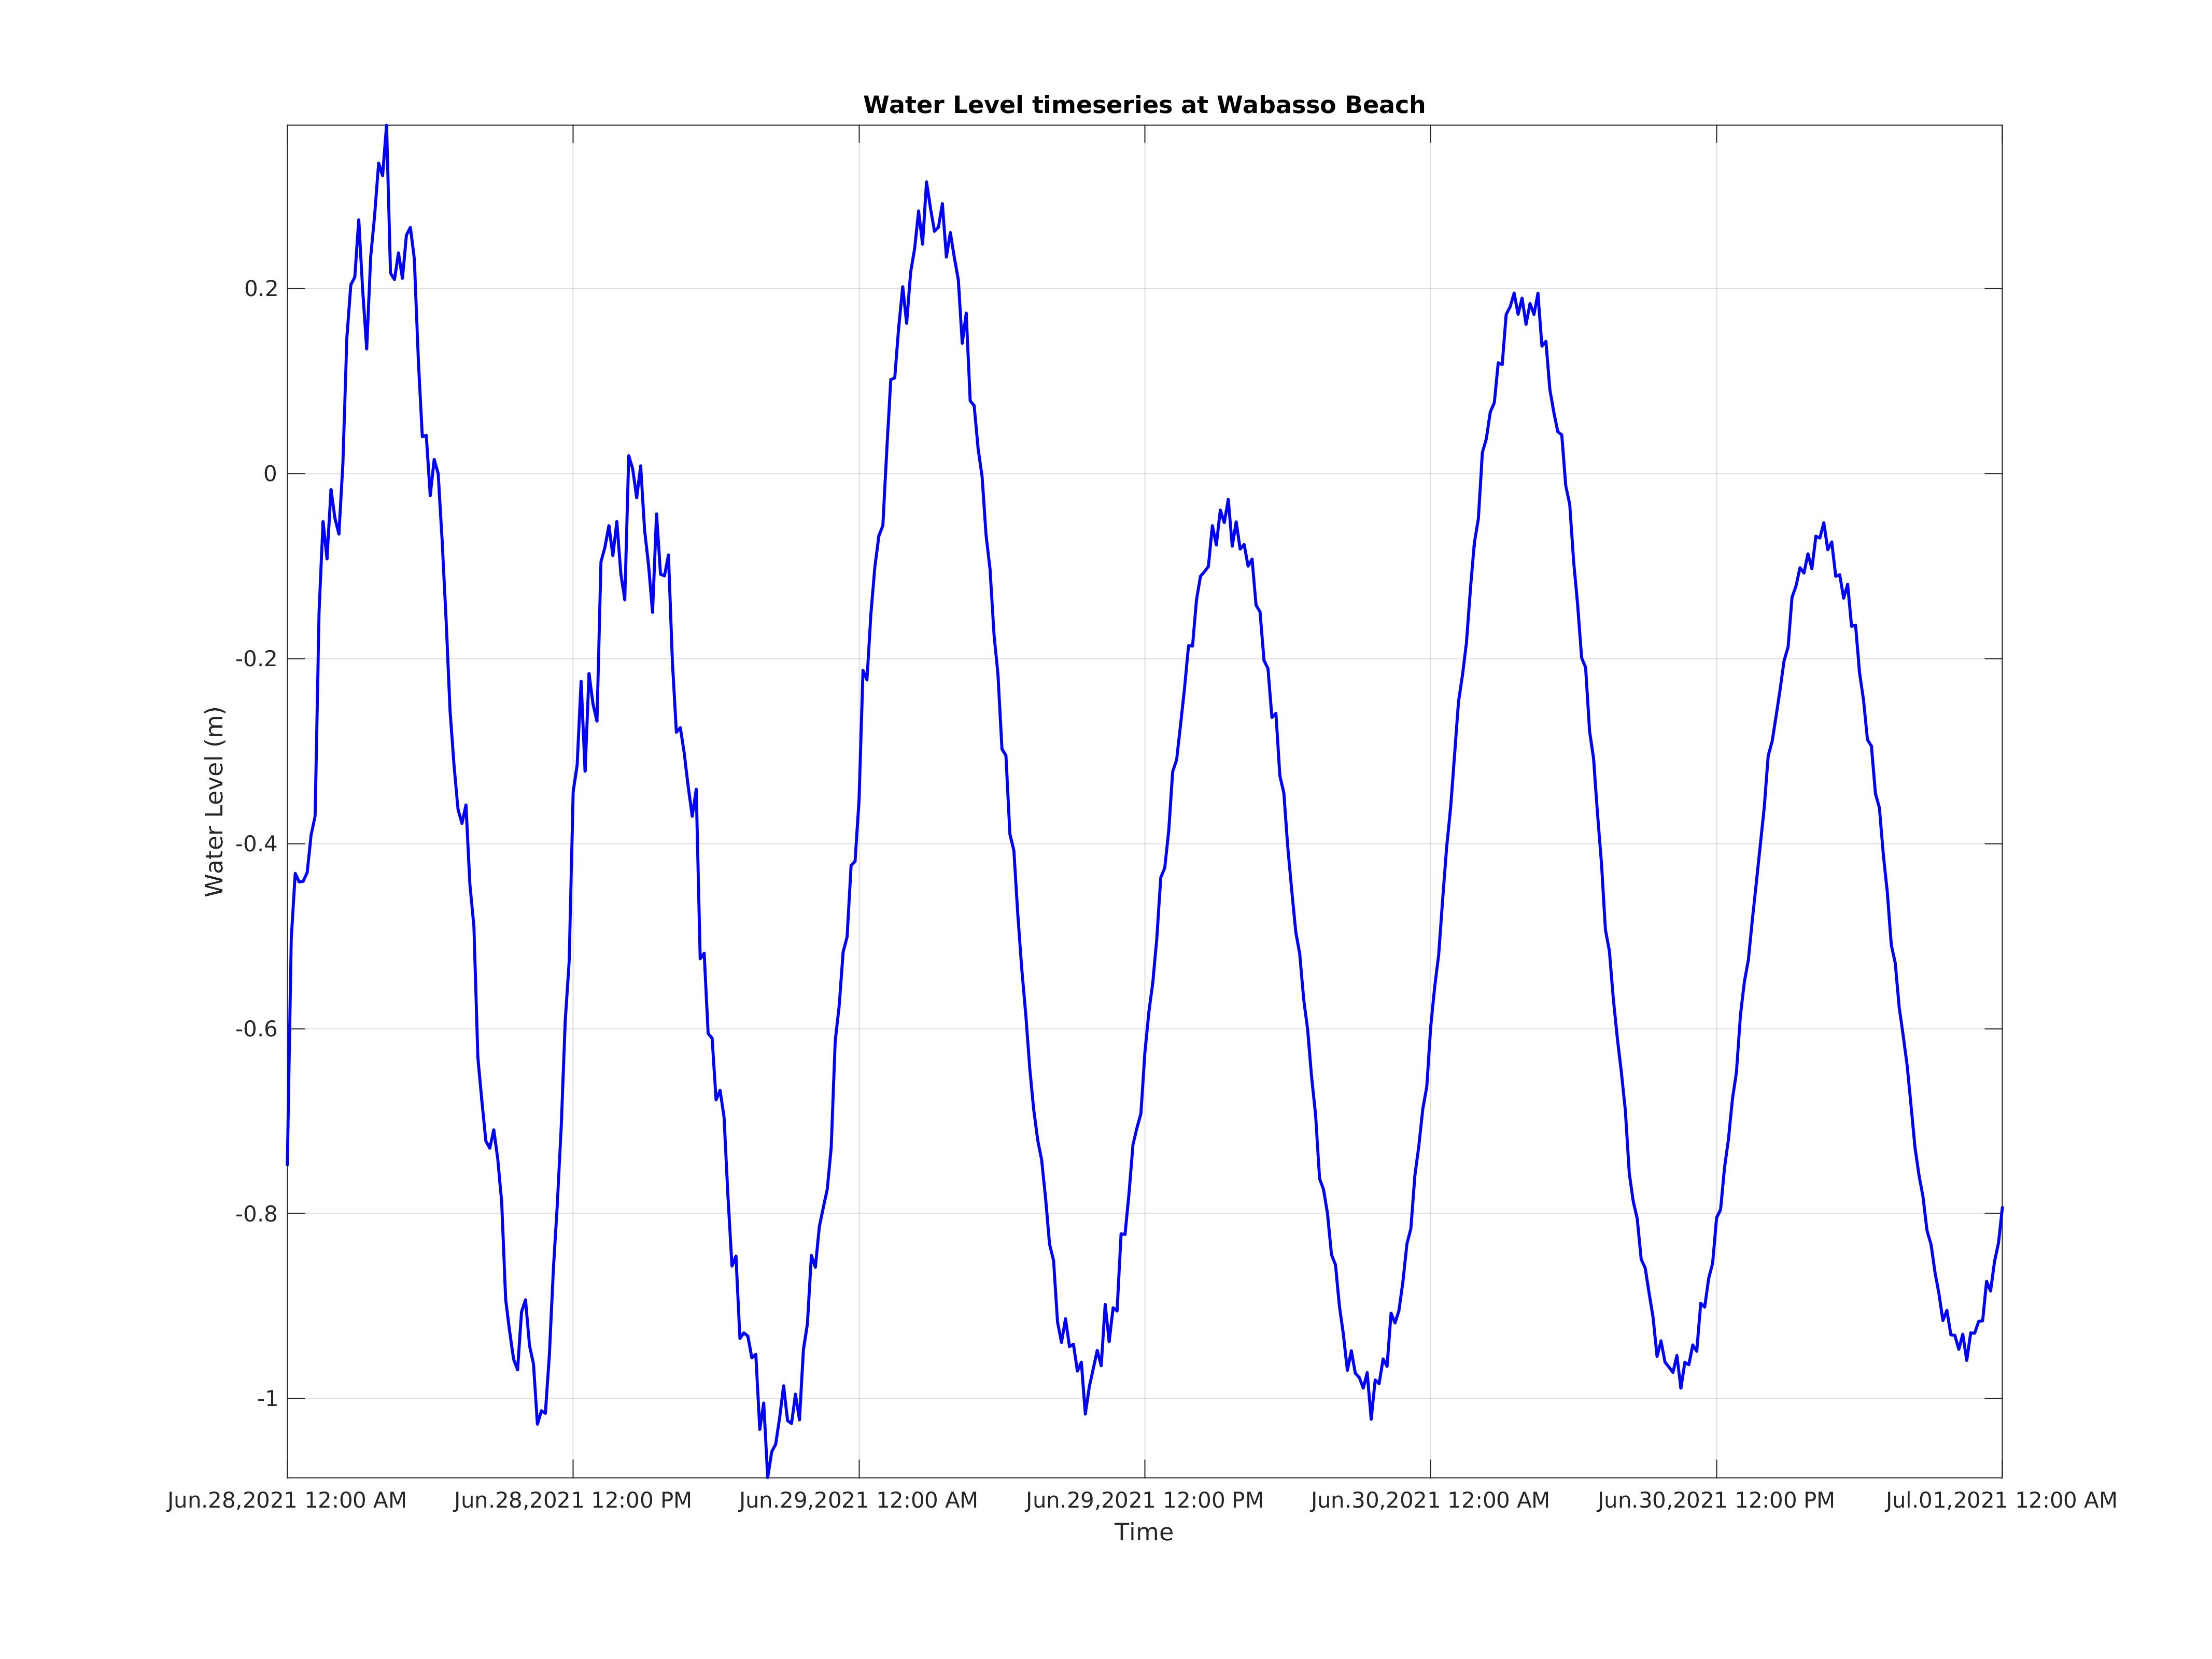 Water Level timeseries at Wabasso Beach
0.2
0
-0.2
-0.4
-0.6
-0.8
-1
Water Level (m)
Jun.28,2021 12:00 AM
Jun.28,2021 12:00 PM
Jun.29,2021 12:00 AM
Jun.29,2021 12:00 PM
Jun.30,2021 12:00 AM
Jun.30,2021 12:00 PM
Jul.01,2021 12:00 AM
Time